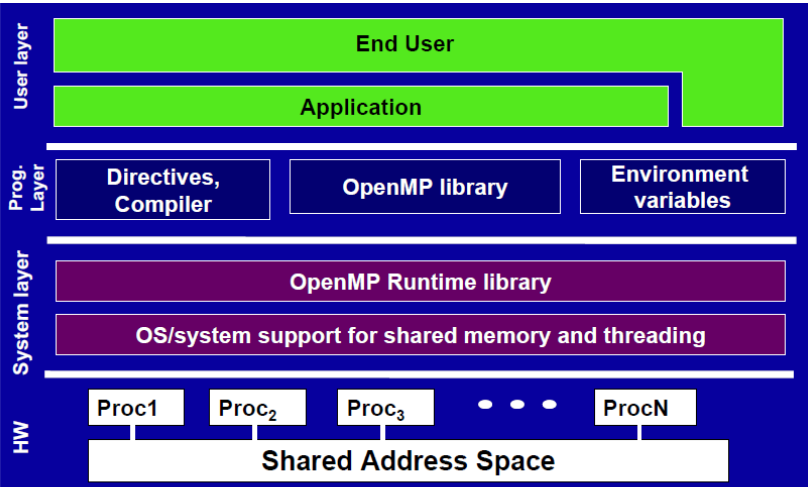 User layer
End User
Application
Prog.
Layer
Directives,
Compiler
OpenMP library
Environment
variables
System layer
OpenMP Runtime library
OS/system support for shared memory and threading
HW
Proc1
Proc₂
Proc₃
• • •
ProcN
Shared Address Space